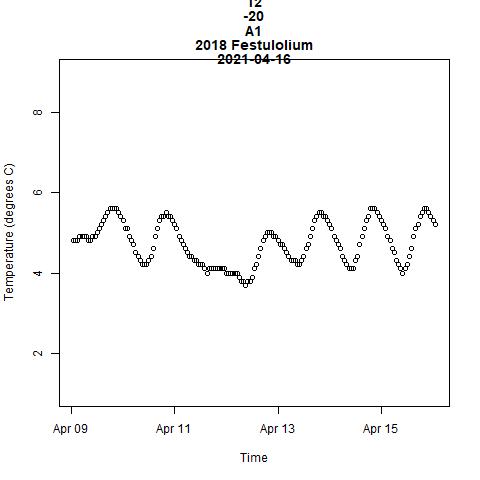 12
-20
A1
2018 Festulolium
2021-04-16
8
6
4
2
Temperature (degrees C)
Apr 09
Apr 11
Apr 13
Apr 15
Time